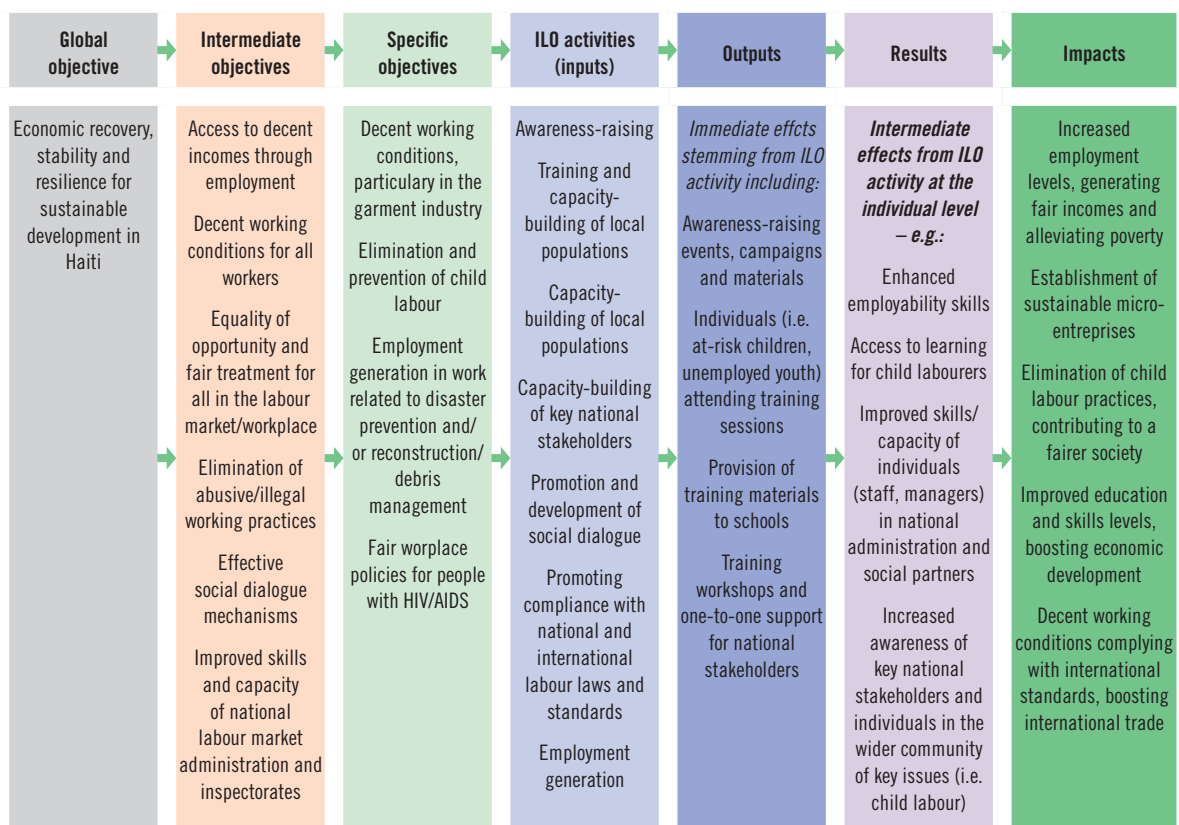 Global
objective
Intermediate
objectives
Specific
objectives
ILO activities
(inputs)
Outputs
Results
Impacts
Economic recovery,
stability and
resilience for
sustainable
development in
Haiti
Access to decent
incomes through
employment
Decent working
conditions for all
workers
Equality of
opportunity and
fair treatment for
all in the labour
market/workplace
Elimination of
abusive/illegal
working practices
Effective
social dialogue
mechanisms
Improved skills
and capacity
of national
labour market
administration and
inspectorates
Decent working
conditions,
particulary in the
garment industry
Elimination and
prevention of child
labour
Employment
generation in work
related to disaster
prevention and/
or reconstruction/
debris
management
Fair worplace
policies for people
with HIV/AIDS
Awareness-raising
Training and
capacity-
building of local
populations
Capacity-
building of local
populations
Capacity-building
of key national
stakeholders
Promotion and
development of
social dialogue
Promoting
compliance with
national and
international
labour laws and
standards
Employment
generation
Immediate effcts
stemming from ILO
activity including:
Awareness-raising
events, campaigns
and materials
Individuals (i.e.
at-risk children,
unemployed youth)
attending training
sessions
Provision of
training materials
to schools
Training
workshops and
one-to-one support
for national
stakeholders
Intermediate
effects from ILO
activity at the
individual level
– e.g.:
Enhanced
employability skills
Access to learning
for child labourers
Improved skills/
capacity of
individuals
(staff, managers)
in national
administration and
social partners
Increased
awareness of
key national
stakeholders and
individuals in the
wider community
of key issues (i.e.
child labour)
Increased
employment
levels, generating
fair incomes and
alleviating poverty
Establishment of
sustainable micro-
entreprises
Elimination of child
labour practices,
contributing to a
fairer society
Improved education
and skills levels,
boosting economic
development
Decent working
conditions complying
with international
standards, boosting
international trade